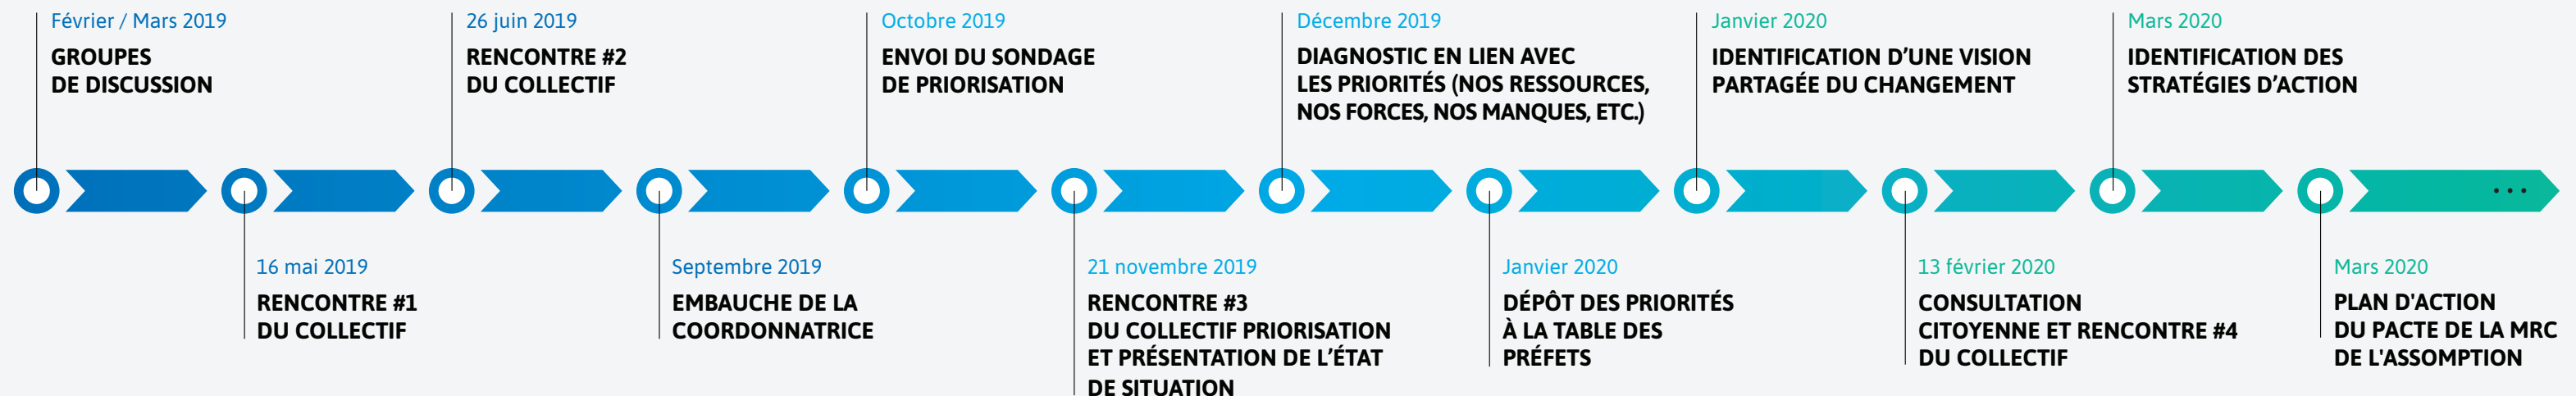 Février / Mars 2019
GROUPES
DE DISCUSSION
16 mai 2019
RENCONTRE #1
DU COLLECTIF
26 juin 2019
RENCONTRE #2
DU COLLECTIF
Septembre 2019
EMBAUCHE DE LA
COORDONNATRICE
Octobre 2019
ENVOI DU SONDAGE
DE PRIORISATION
21 novembre 2019
RENCONTRE #3
DU COLLECTIF PRIORISATION
ET PRÉSENTATION DE L’ÉTAT
DE SITUATION
Décembre 2019
DIAGNOSTIC EN LIEN AVEC
LES PRIORITÉS (NOS RESSOURCES,
NOS FORCES, NOS MANQUES, ETC.)
Janvier 2020
DÉPÔT DES PRIORITÉS
À LA TABLE DES
PRÉFETS
Janvier 2020
IDENTIFICATION D’UNE VISION
PARTAGÉE DU CHANGEMENT
13 février 2020
CONSULTATION
CITOYENNE ET RENCONTRE #4
DU COLLECTIF
Mars 2020
IDENTIFICATION DES
STRATÉGIES D’ACTION
Mars 2020
PLAN D'ACTION
DU PACTE DE LA MRC
DE L'ASSOMPTION
...